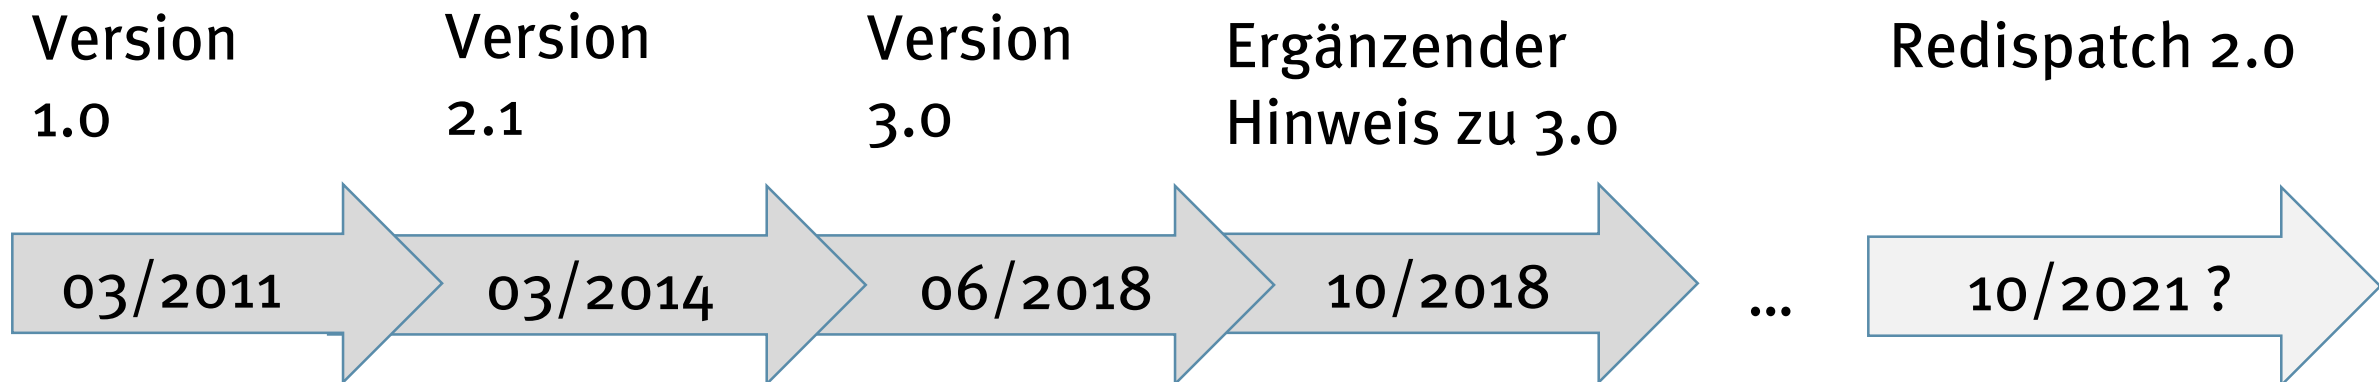 Version
1.0
Version
2.1
Version
3.0
Ergänzender
Hinweis zu 3.0
Redispatch 2.0
03/2011
03/2014
06/2018
10/2018
...
10/2021 ?